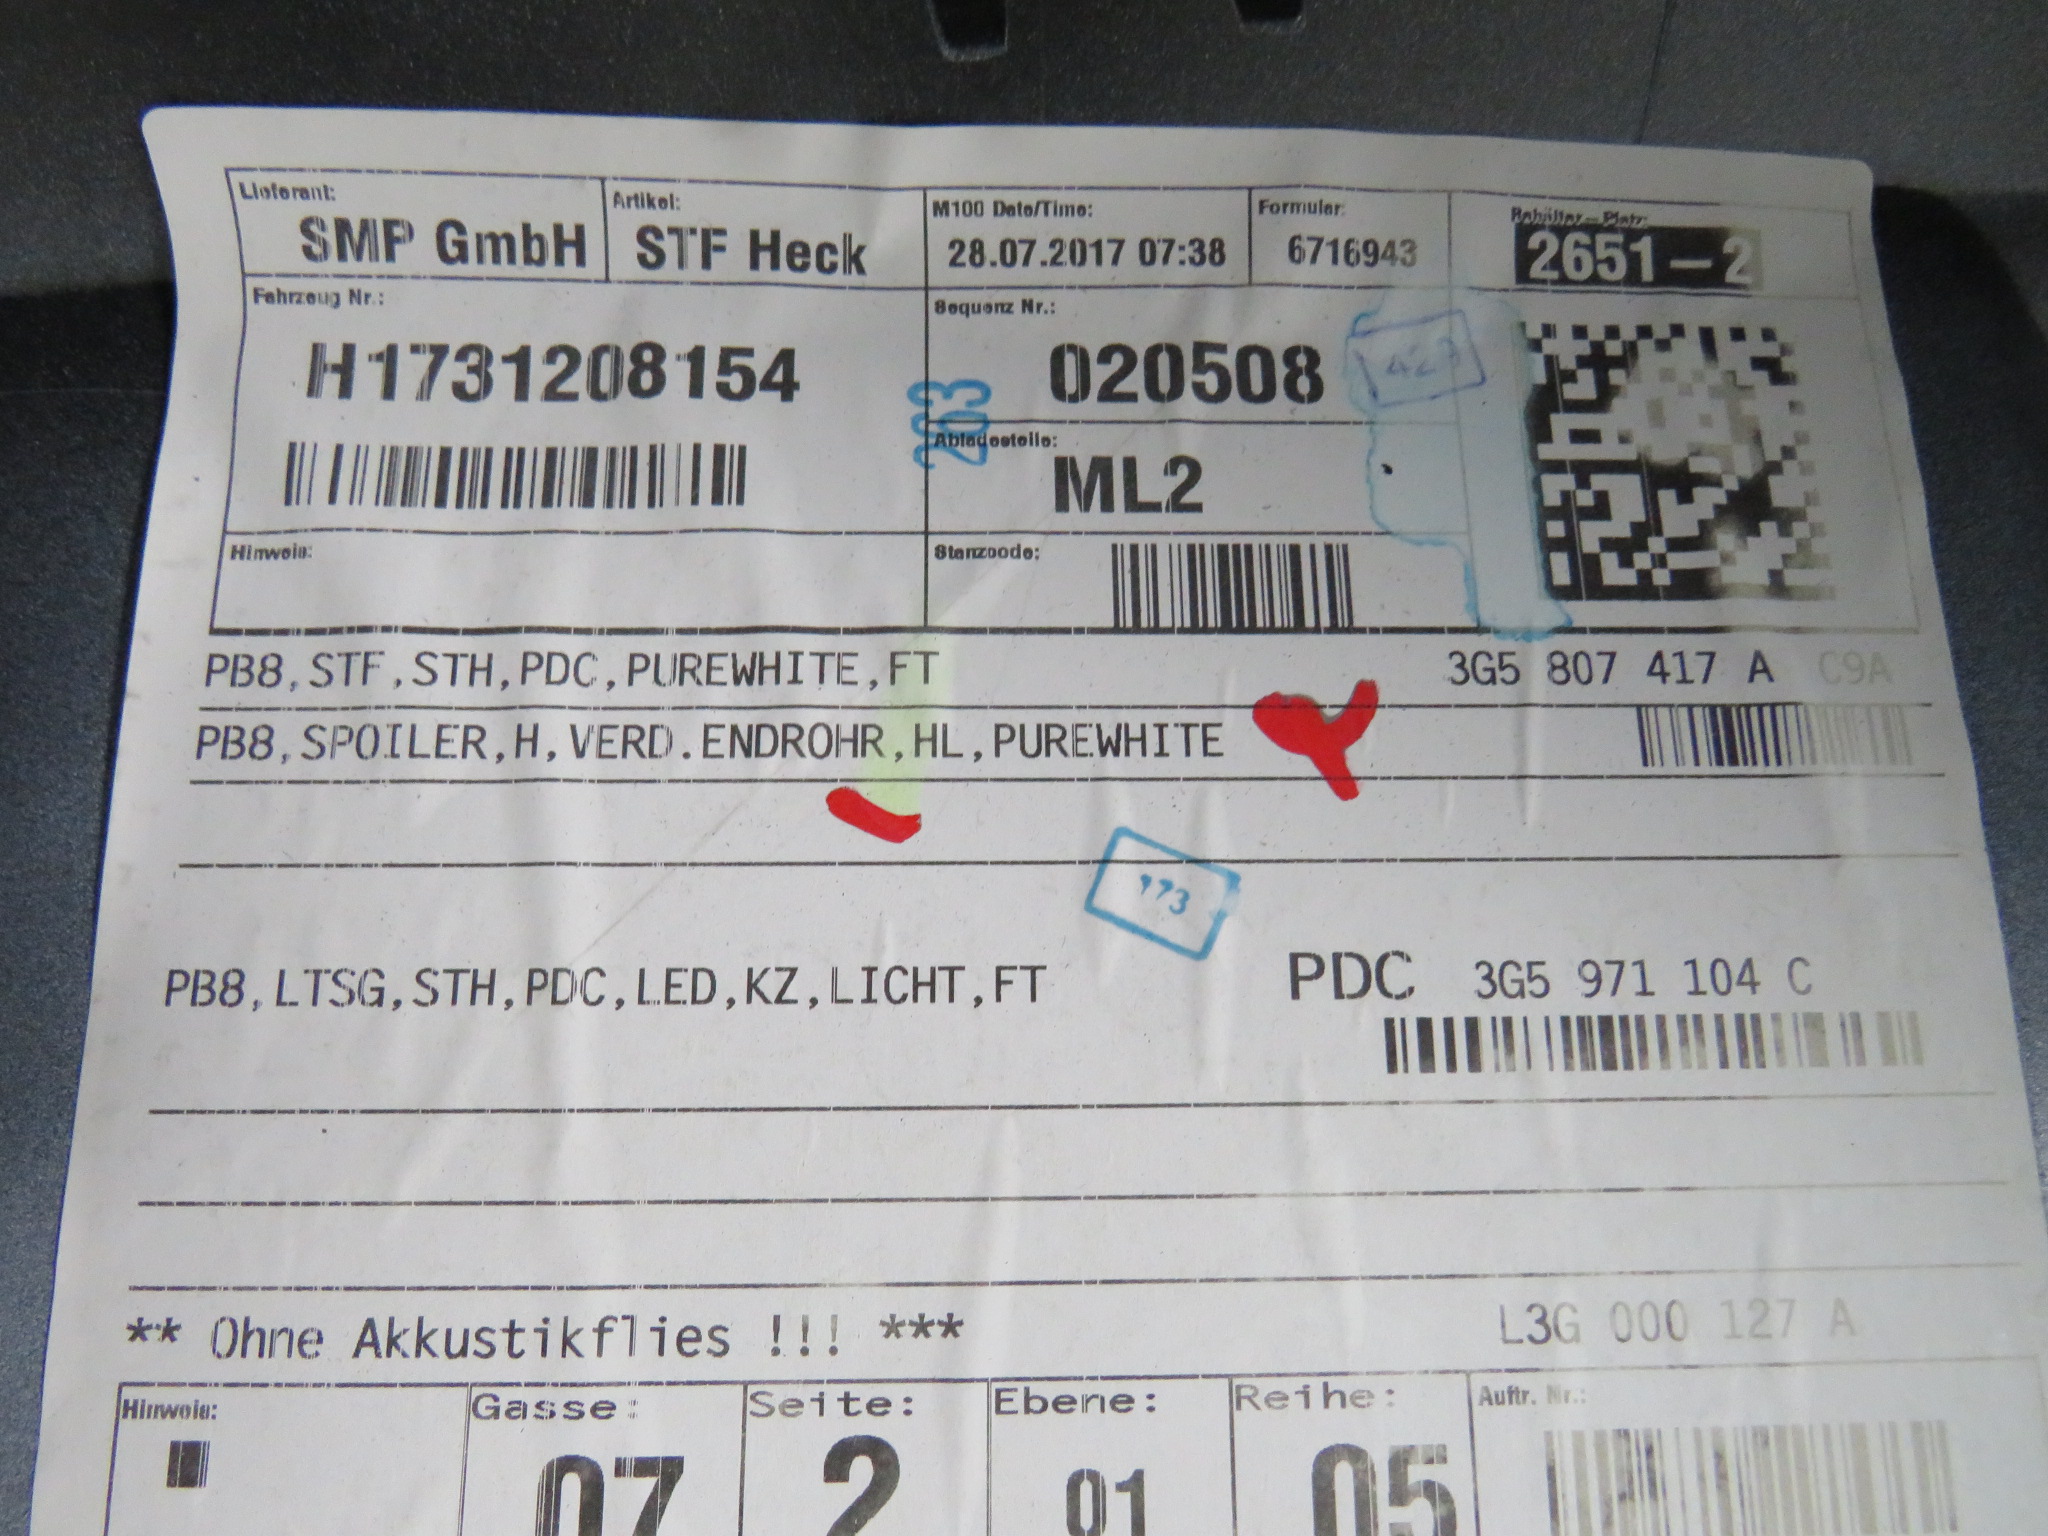 Lieferant:
SMP GmbH
Artikel:
STF Heck
M100 Date/Time:
28.07.2017 07:38
Formular:
6716943
Behälter-Platz:
2651-2
Fahrzeug Nr.:
H1731208154
Sequenz Nr.:
020508
203
Abladestelle:
ML2
Hinweis:
Stanzcode:
PB8,STF,STH,PDC,PUREWHITE,FT
3G5 807 417 A C9A
PB8,SPOILER,H,VERD.ENDROHR,HL,PUREWHITE
PB8,LTSG,STH,PDC,LED,KZ,LICHT,FT
PDC 3G5 971 104 C
** Ohne Akkustikflies !!! ***
L3G 000 127 A
Hinweis:
Gasse:
07
Seite:
2
Ebene:
01
Reihe:
05
Auftr. Nr.: